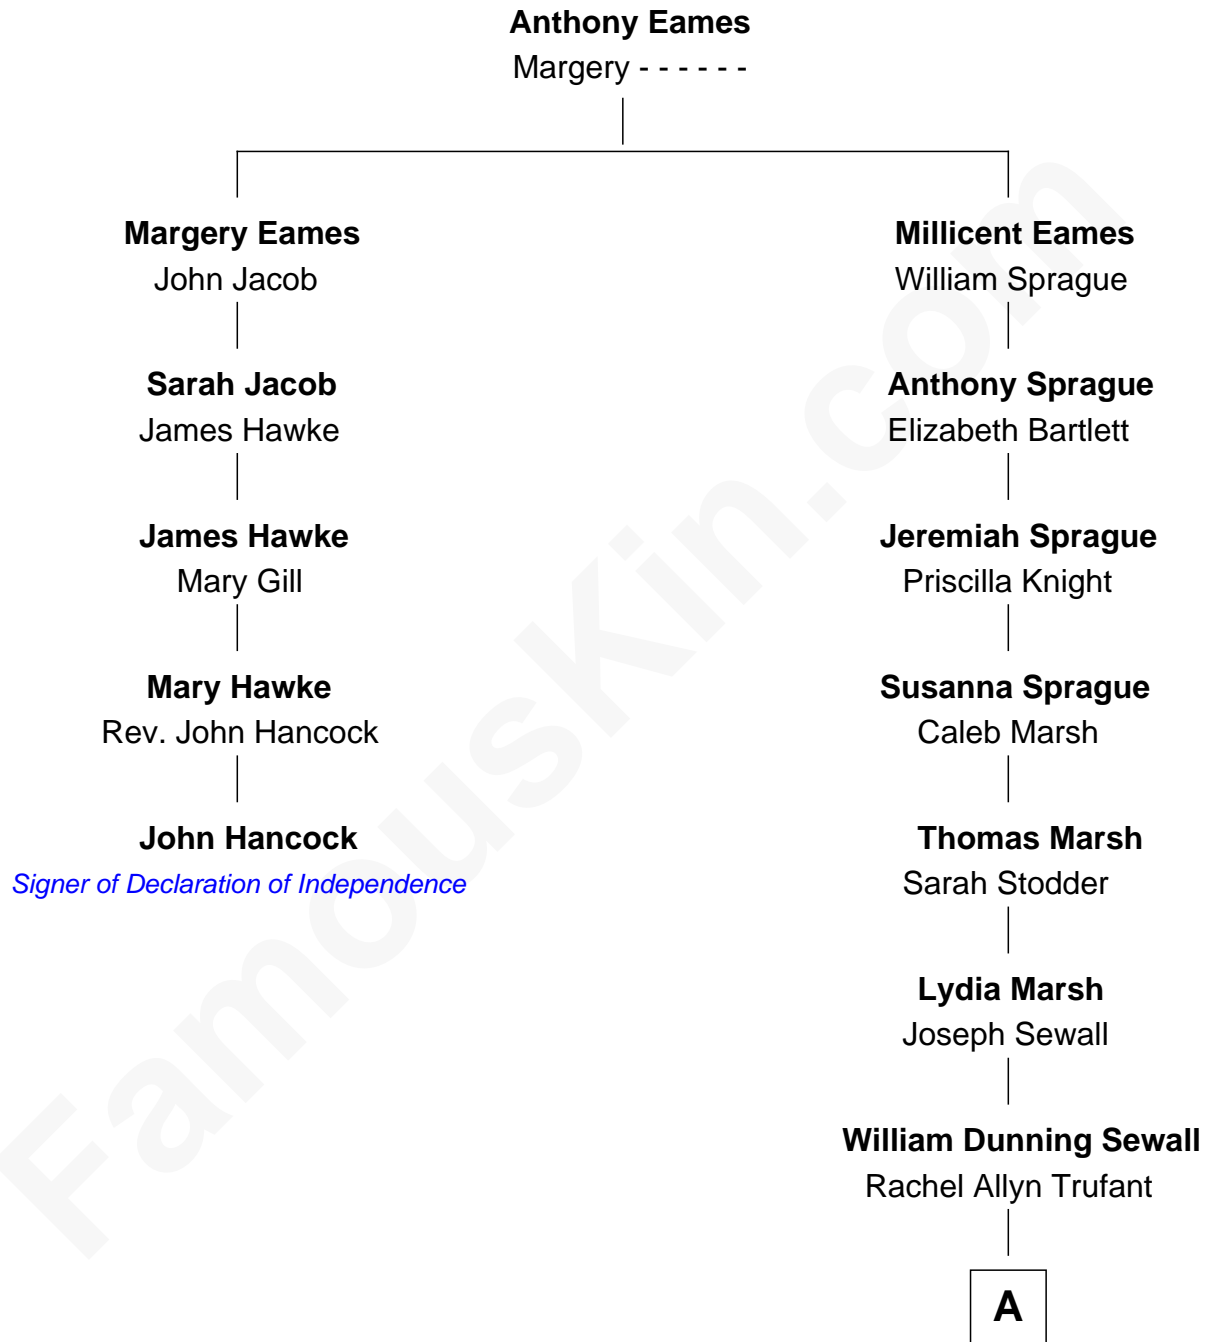 Anthony Eames
Margery - - - - - -
Margery Eames
John Jacob
Sarah Jacob
James Hawke
James Hawke
Mary Gill
Mary Hawke
Rev. John Hancock
John Hancock
Signer of Declaration of Independence
Millicent Eames
William Sprague
Anthony Sprague
Elizabeth Bartlett
Jeremiah Sprague
Priscilla Knight
Susanna Sprague
Caleb Marsh
Thomas Marsh
Sarah Stodder
Lydia Marsh
Joseph Sewall
William Dunning Sewall
Rachel Allyn Trufant
A
FamousKin.com